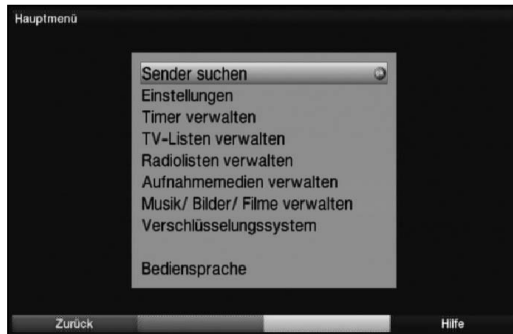 Hauptmenü
Sender suchen
Einstellungen
Timer verwalten
TV-Listen verwalten
Radiolisten verwalten
Aufnahmemedien verwalten
Musik/ Bilder/ Filme verwalten
Verschlüsselungssystem
Bediensprache
Zurück
Hilfe